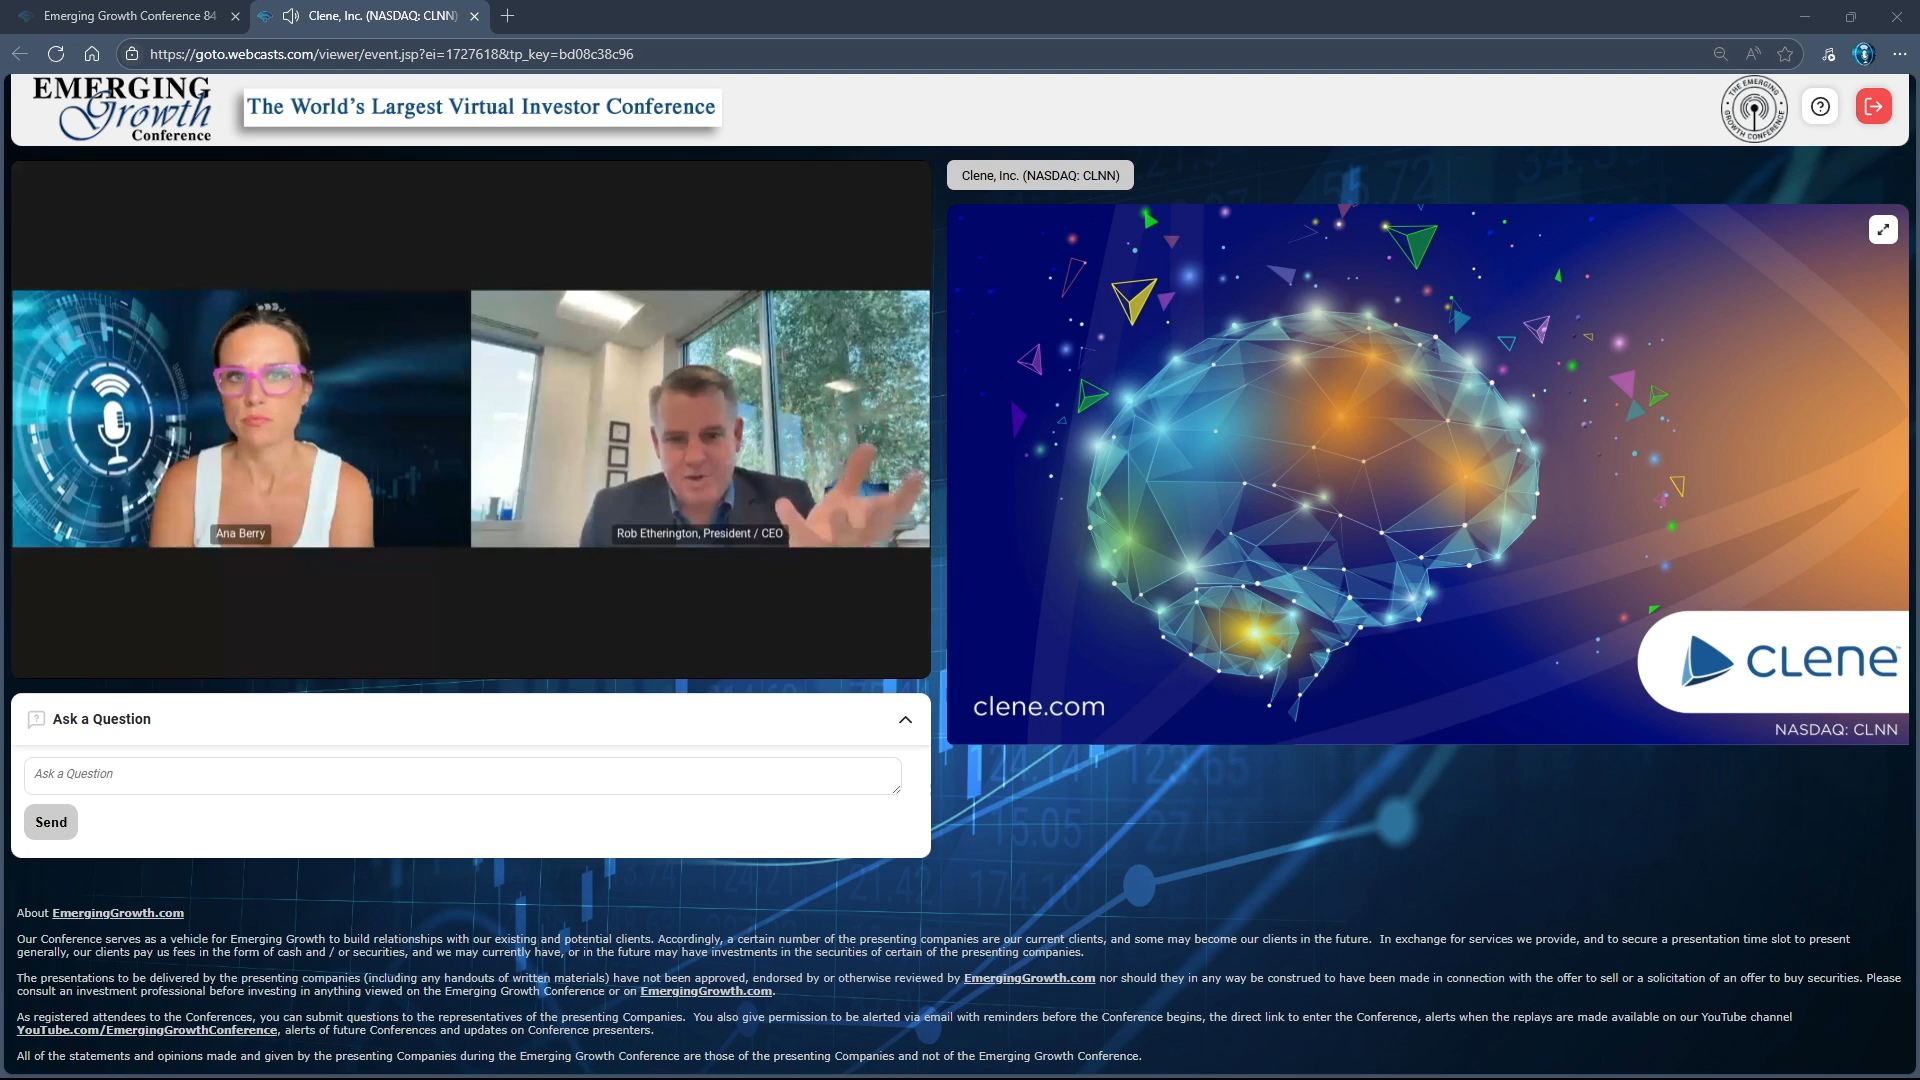 Emerging Growth Conference 84
Clene, Inc. (NASDAQ: CLNN)
https://goto.webcasts.com/viewer/event.jsp?ei=1727618&tp_key=bd08c38c96
EMERGING
Growth
Conference
The World's Largest Virtual Investor Conference
THE EMERGING GROWTH CONFERENCE
Clene, Inc. (NASDAQ: CLNN)
Ana Berry
Rob Etherington, President / CEO
clene.com
CLene
NASDAQ: CLNN
Ask a Question
Ask a Question
Send
About EmergingGrowth.com
Our Conference serves as a vehicle for Emerging Growth to build relationships with our existing and potential clients. Accordingly, a certain number of the presenting companies are our current clients, and some may become our clients in the future. In exchange for services we provide, and to secure a presentation time slot to present
generally, our clients pay us fees in the form of cash and / or securities, and we may currently have, or in the future may have investments in the securities of certain of the presenting companies.
The presentations to be delivered by the presenting companies (including any handouts of written materials) have not been approved, endorsed by or otherwise reviewed by EmergingGrowth.com nor should they in any way be construed to have been made in connection with the offer to sell or a solicitation of an offer to buy securities. Please
consult an investment professional before investing in anything viewed on the Emerging Growth Conference or on EmergingGrowth.com.
As registered attendees to the Conferences, you can submit questions to the representatives of the presenting Companies. You also give permission to be alerted via email with reminders before the Conference begins, the direct link to enter the Conference, alerts when the replays are made available on our YouTube channel
YouTube.com/EmergingGrowthConference, alerts of future Conferences and updates on Conference presenters.
All of the statements and opinions made and given by the presenting Companies during the Emerging Growth Conference are those of the presenting Companies and not of the Emerging Growth Conference.